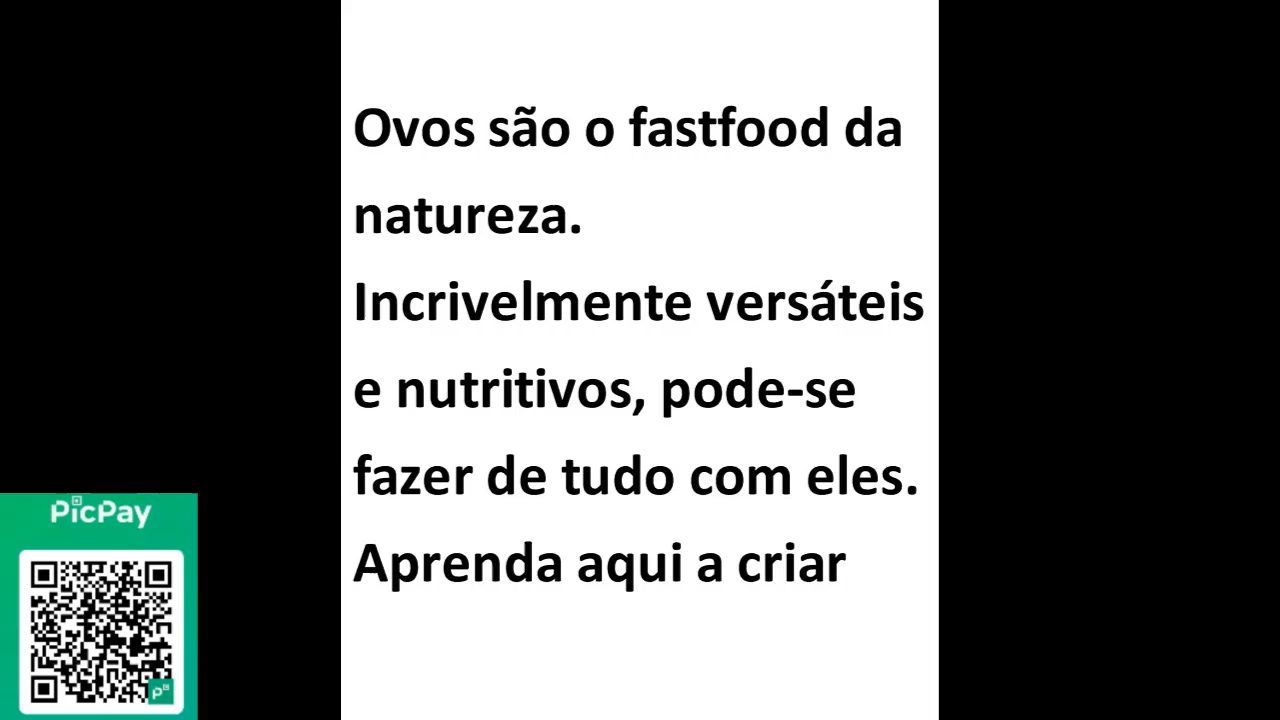 Ovos são o fastfood da
natureza.
Incrivelmente versáteis
e nutritivos, pode-se
fazer de tudo com eles.
Aprenda aqui a criar
PicPay